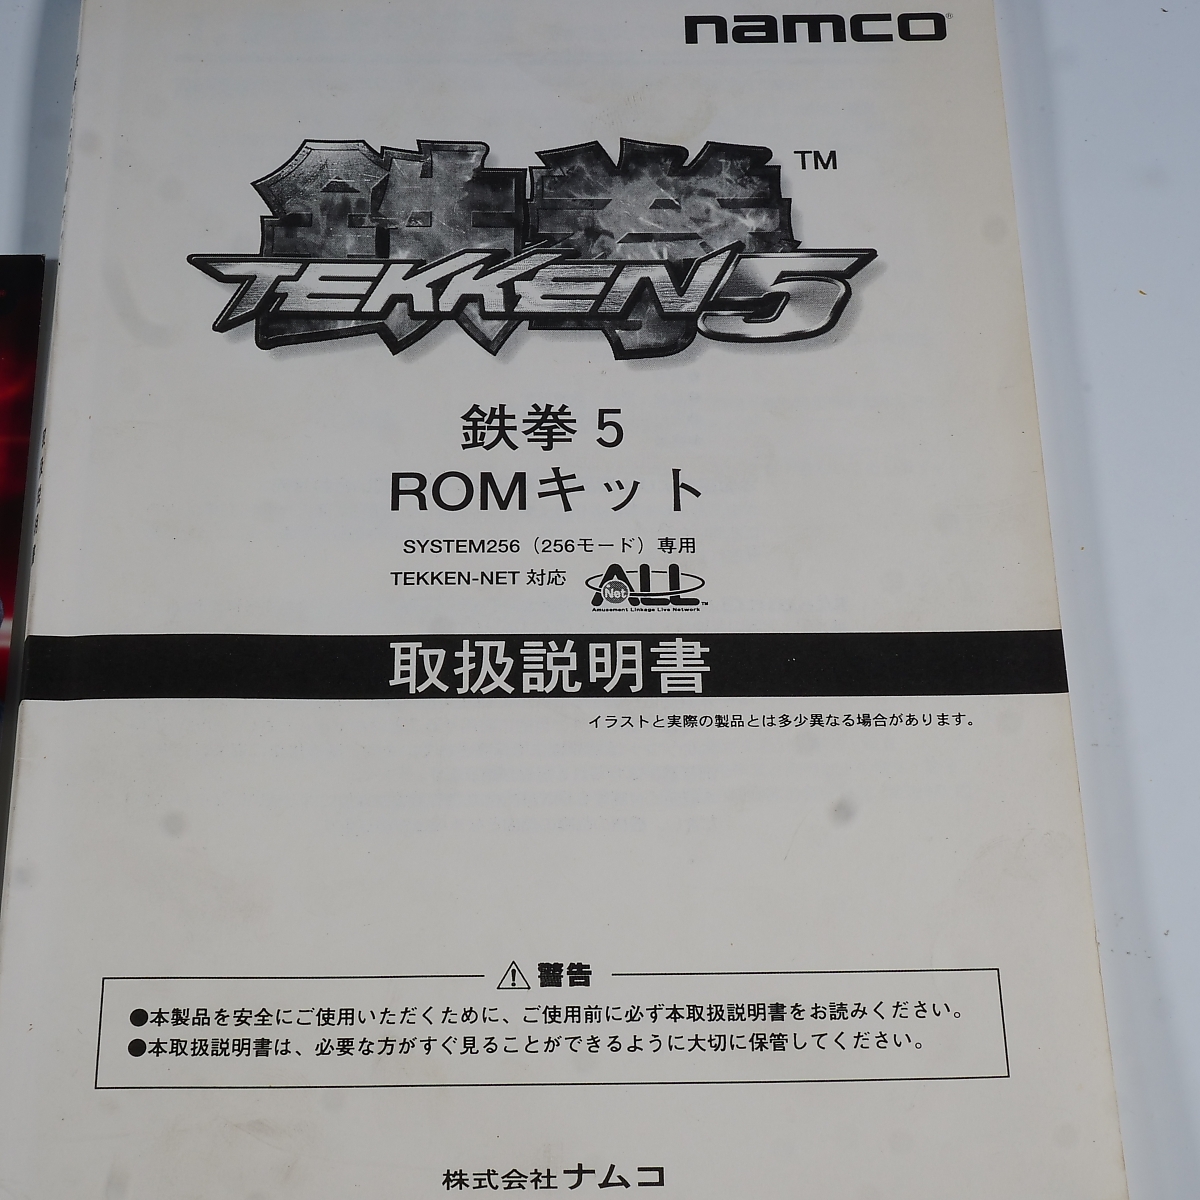 namco®
鉄拳 TM
TEKKEN 5
鉄拳 5
ROMキット
SYSTEM256（256モード）専用
TEKKEN-NET 対応 ALL Net TM
Amusement Linkage Live Network
取扱説明書
イラストと実際の製品とは多少異なる場合があります。
⚠ 警告
●本製品を安全にご使用いただくために、ご使用前に必ず本取扱説明書をお読みください。
●本取扱説明書は、必要な方がすぐ見ることができるように大切に保管してください。
株式会社ナムコ